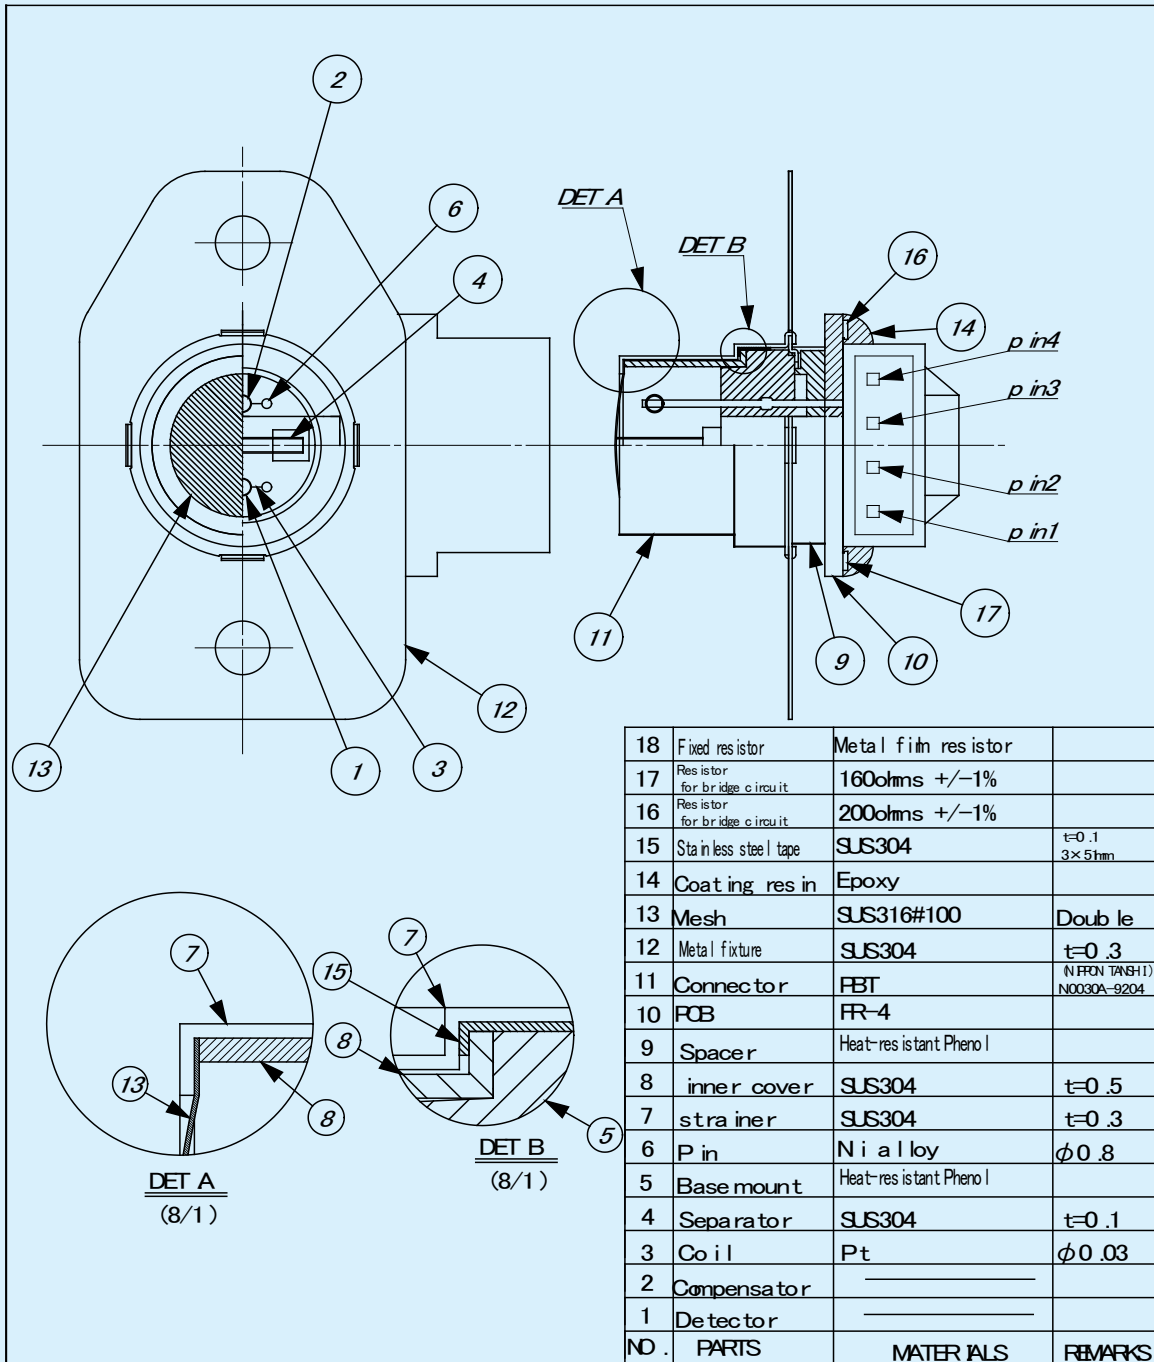 2
6
4
DET A
DET B
16
14
pin4
pin3
pin2
pin1
17
11
9
10
12
13
1
3
7
13
8
DET A
(8/1)
7
15
8
5
DET B
(8/1)
18 Fixed resistor Metal film resistor
17 Resistor for bridge circuit 160ohms +/-1%
16 Resistor for bridge circuit 200ohms +/-1%
15 Stainless steel tape SUS304 t=0.1 3×51mm
14 Coating resin Epoxy
13 Mesh SUS316#100 Double
12 Metal fixture SUS304 t=0.3
11 Connector PBT (NIPPON TANSHI) N0030A-9204
10 PCB FR-4
9 Spacer Heat-resistant Phenol
8 inner cover SUS304 t=0.5
7 strainer SUS304 t=0.3
6 Pin Ni alloy ϕ0.8
5 Base mount Heat-resistant Phenol
4 Separator SUS304 t=0.1
3 Coil Pt ϕ0.03
2 Compensator
1 Detector
NO. PARTS MATERIALS REMARKS